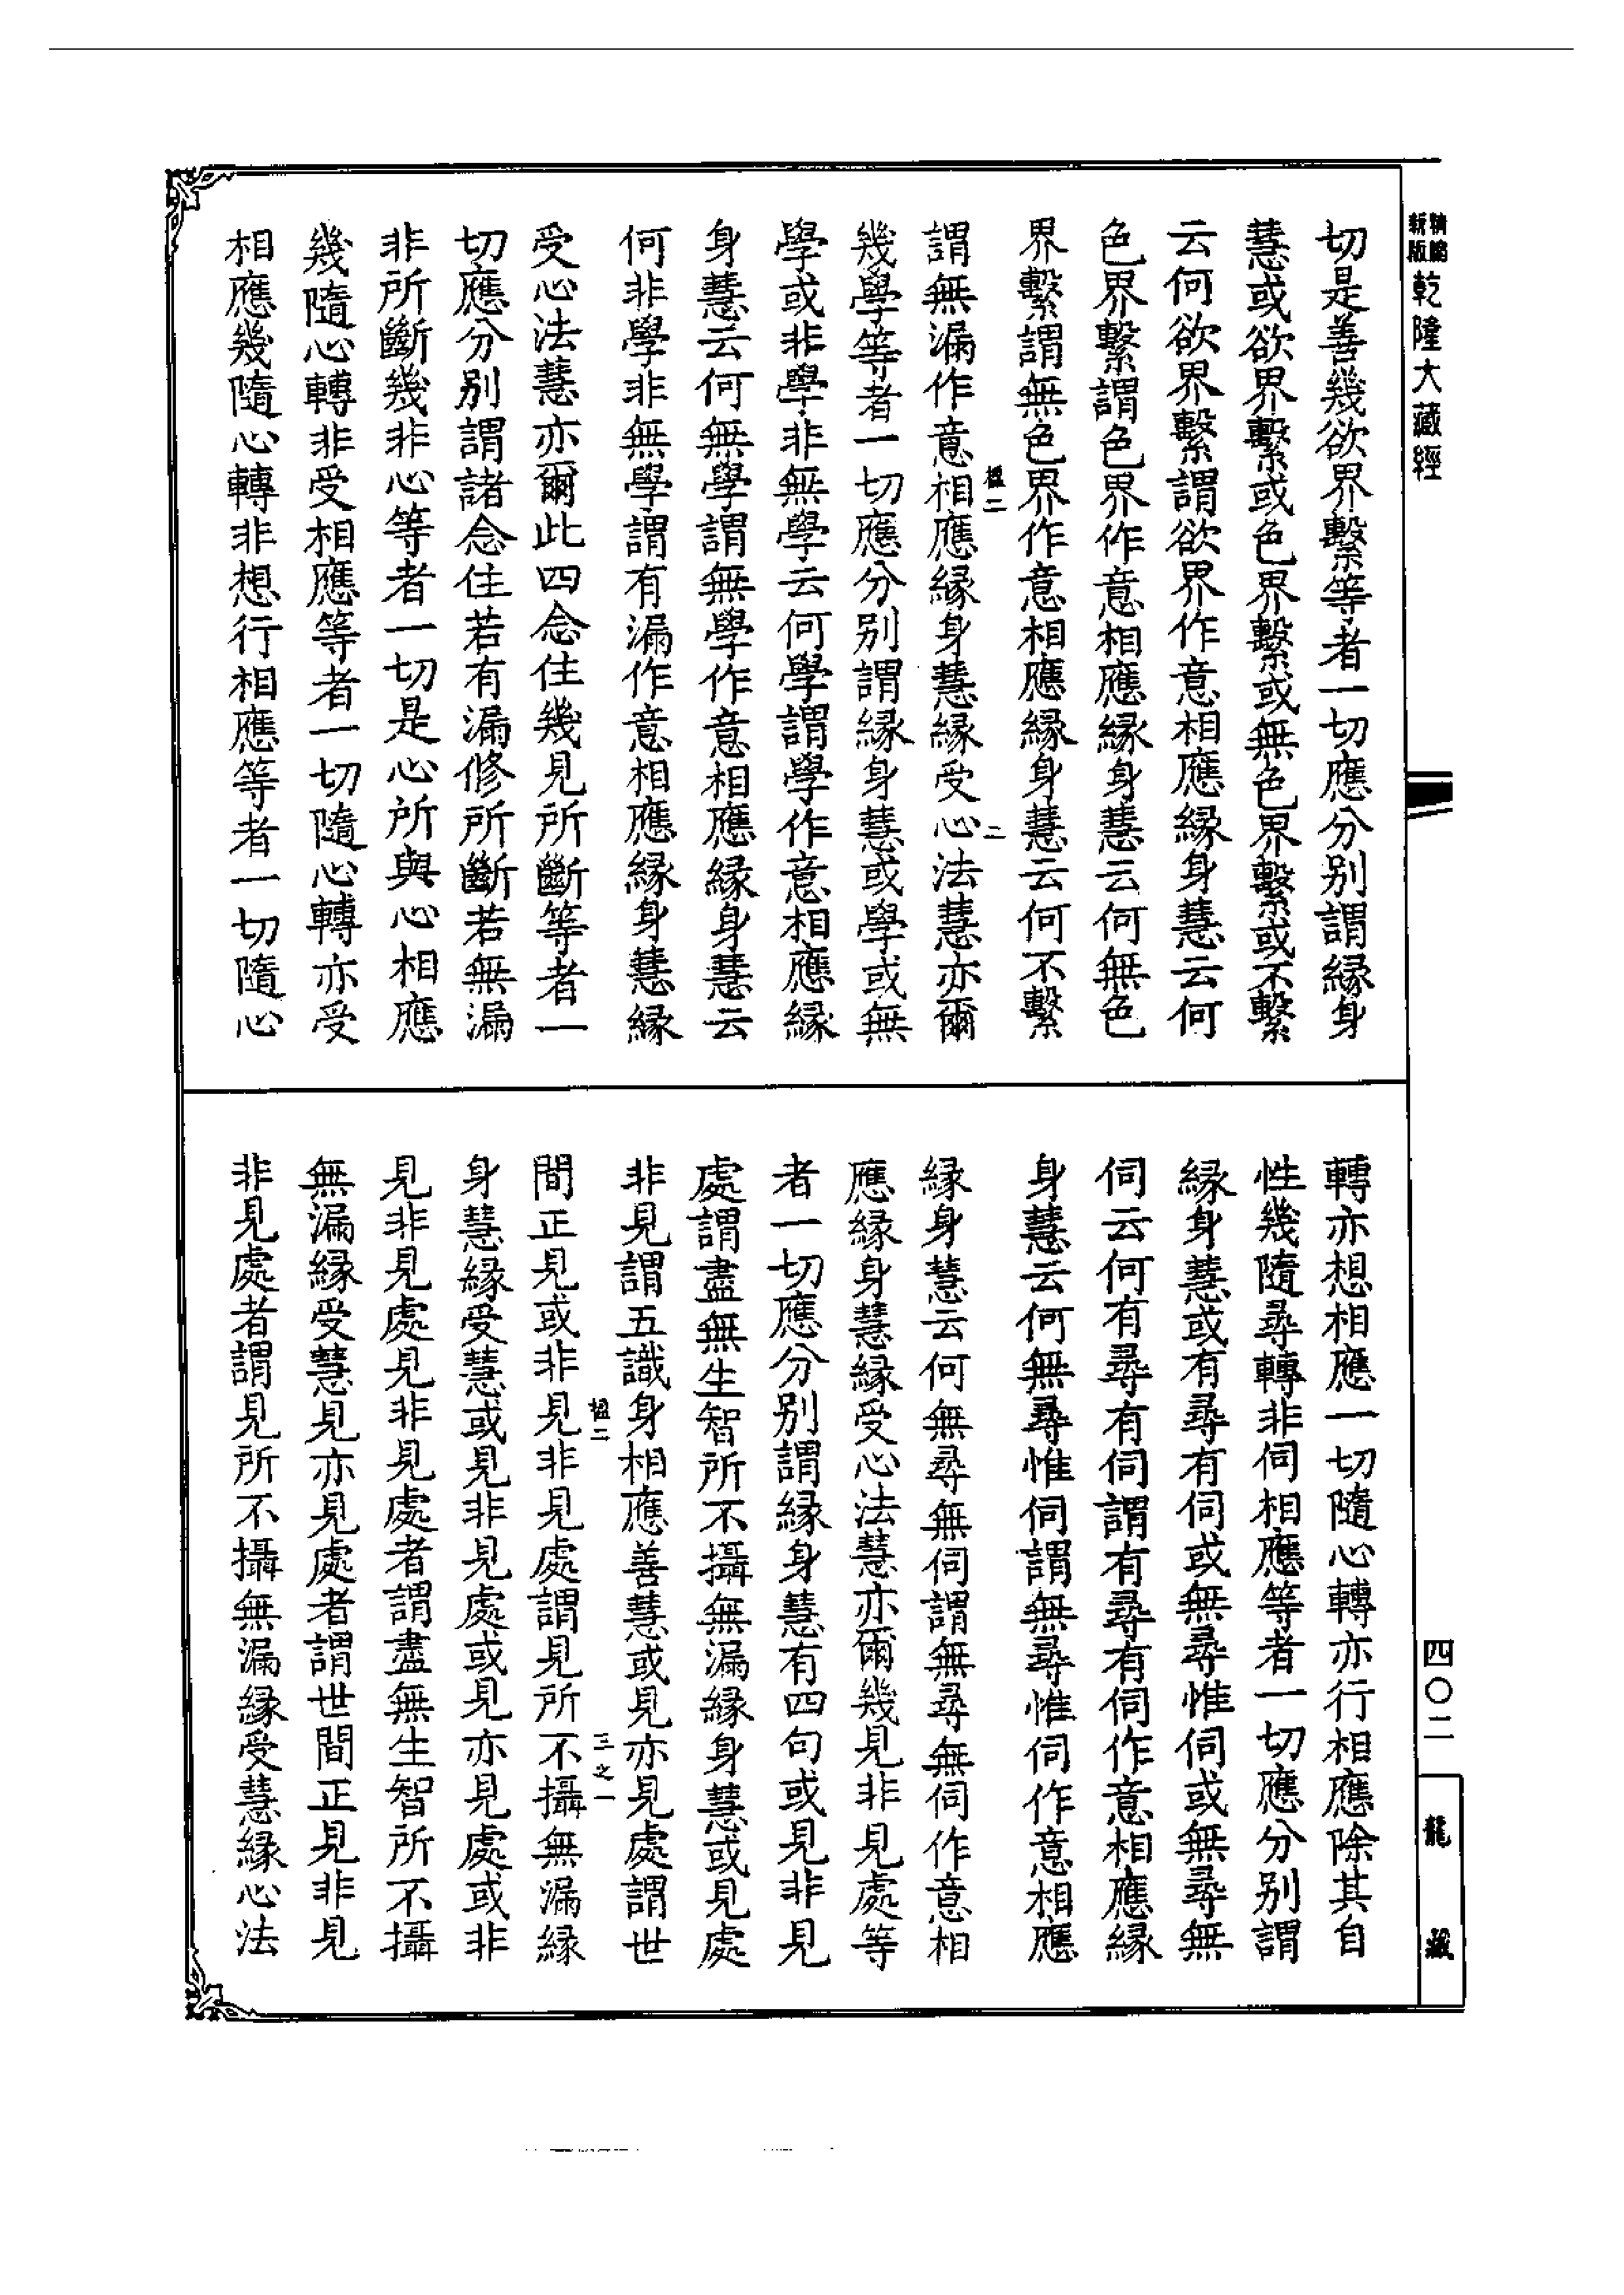 新版精縮乾隆大藏經
切是善幾欲界繫等者一切應分別謂緣身
慧或欲界繫或色界繫或無色界繫或不繫
云何欲界繫謂欲界作意相應緣身慧云何
色界繫謂色界作意相應緣身慧云何無色
界繫謂無色界作意相應緣身慧云何不繫
謂無漏作意相應緣身慧緣受心法慧亦爾
幾學等者一切應分別謂緣身慧或學或無
學或非學非無學云何學謂學作意相應緣
身慧云何無學謂無學作意相應緣身慧云
何非學非無學謂有漏作意相應緣身慧緣
受心法慧亦爾此四念住幾見所斷等者一
切應分別謂諸念住若有漏修所斷若無漏
非所斷幾非心等者一切是心所與心相應
幾隨心轉非受相應等者一切隨心轉亦受
相應幾隨心轉非想行相應等者一切隨心
轉亦想相應一切隨心轉亦行相應除其自
性幾隨尋轉非伺相應等者一切應分別謂
緣身慧或有尋有伺或無尋惟伺或無尋無
伺云何有尋有伺謂有尋有伺作意相應緣
身慧云何無尋惟伺謂無尋惟伺作意相應
緣身慧云何無尋無伺謂無尋無伺作意相
應緣身慧緣受心法慧亦爾幾見非見處等
者一切應分別謂緣身慧有四句或見非見
處謂盡無生智所不攝無漏緣身慧或見處
非見謂五識身相應善慧或見亦見處謂世
間正見或非見非見處謂見所不攝無漏緣
身慧緣受慧或見非見處或見亦見處或非
見非見處見非見處者謂盡無生智所不攝
無漏緣受慧見亦見處者謂世間正見非見
非見處者謂見所不攝無漏緣受慧緣心法
四〇二
龍藏